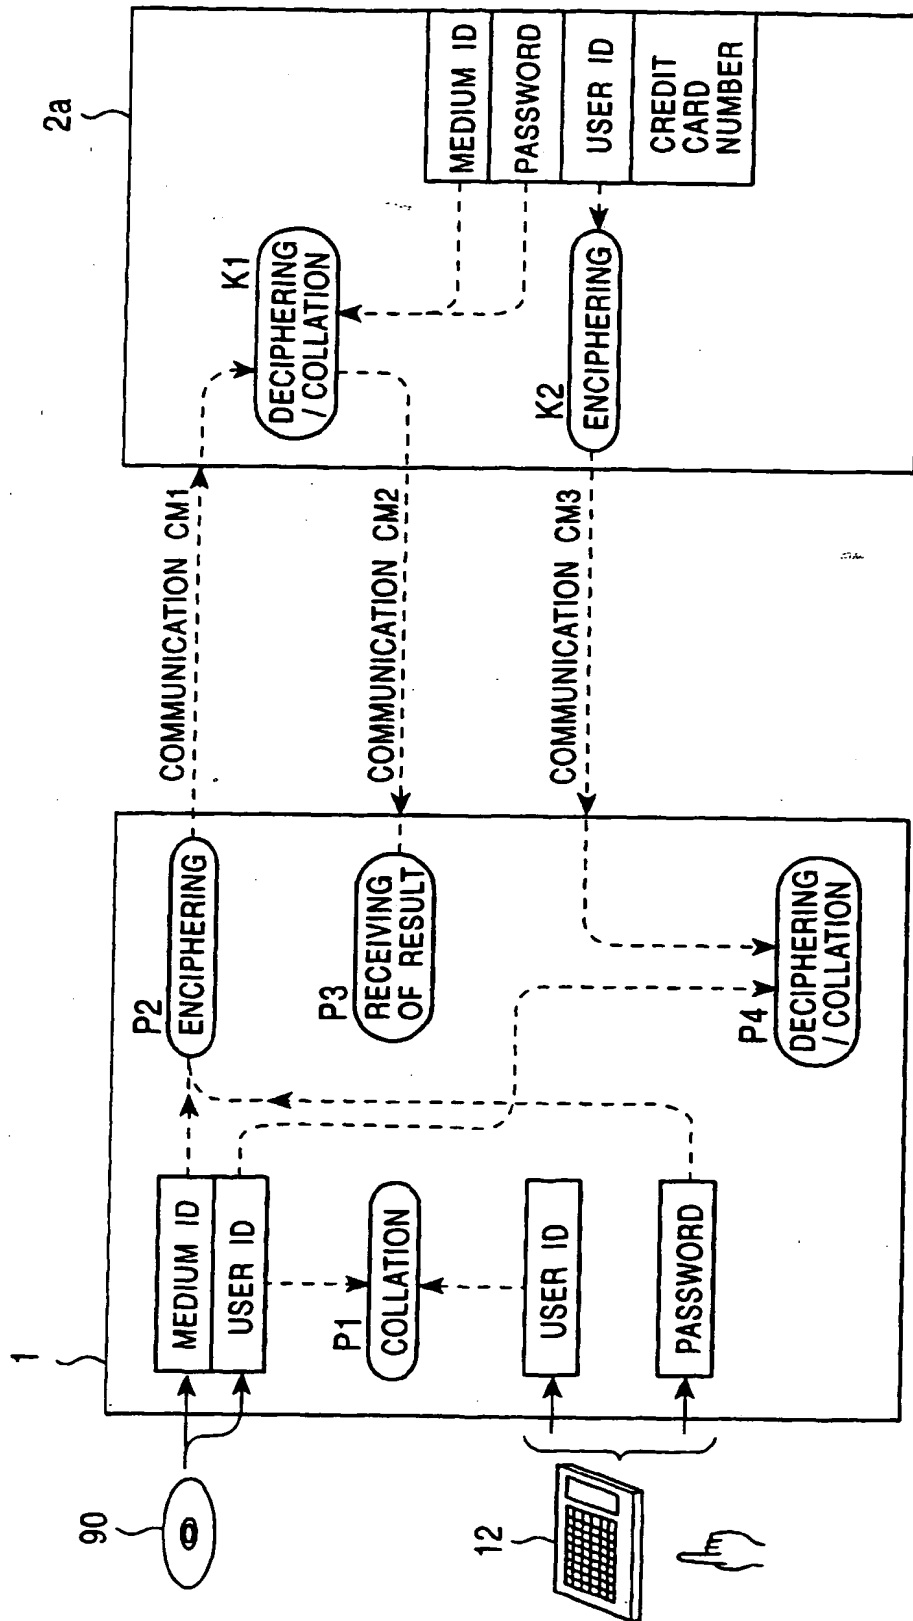 1
2a
90
12
MEDIUM ID
USER ID
P1
COLLATION
USER ID
PASSWORD
P2
ENCIPHERING
P3
RECEIVING
OF RESULT
P4
DECIPHERING
/ COLLATION
COMMUNICATION CM1
COMMUNICATION CM2
COMMUNICATION CM3
K1
DECIPHERING
/ COLLATION
K2
ENCIPHERING
MEDIUM ID
PASSWORD
USER ID
CREDIT
CARD
NUMBER